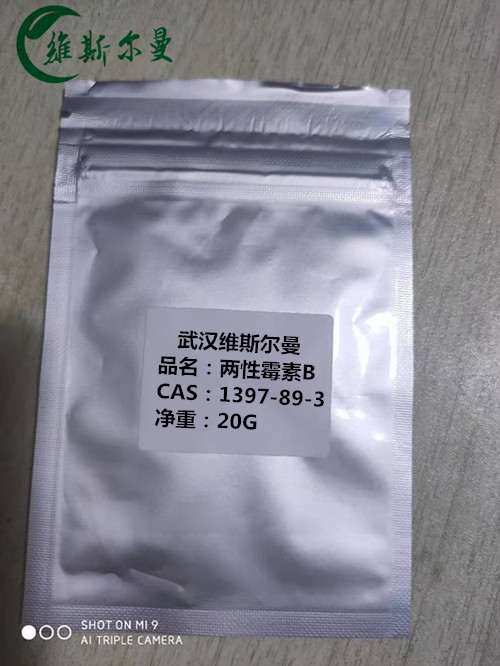 维斯尔曼
武汉维斯尔曼
品名：两性霉素B
CAS：1397-89-3
净重：20G
SHOT ON MI 9
AI TRIPLE CAMERA